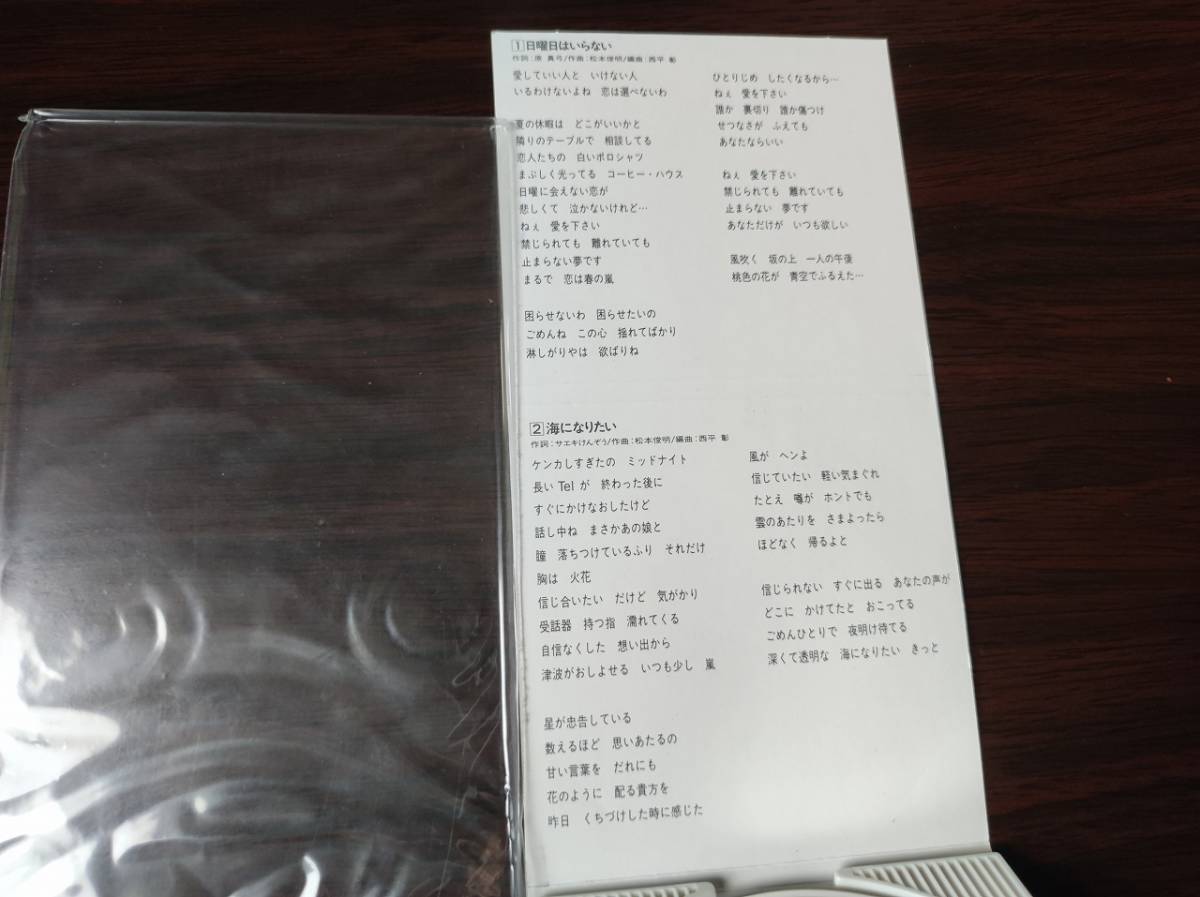 1 日曜日はいらない
作詞：原 真弓/作曲：松本俊明/編曲：西平 彰
愛していい人と いけない人
いるわけないよね 恋は選べないわ
夏の休暇は どこがいいかと
隣りのテーブルで 相談してる
恋人たちの 白いポロシャツ
まぶしく光ってる コーヒー・ハウス
日曜に会えない恋が
悲しくて 泣かないけれど…
ねぇ 愛を下さい
禁じられても 離れていても
止まらない夢です
まるで 恋は春の嵐
困らせないわ 困らせたいの
ごめんね この心 揺れてばかり
淋しがりやは 欲ばりね
ひとりじめ したくなるから…
ねぇ 愛を下さい
誰か 裏切り 誰か傷つけ
せつなさが ふえても
あなたならいい
ねぇ 愛を下さい
禁じられても 離れていても
止まらない 夢です
あなただけが いつも欲しい
風吹く 坂の上 一人の午後
桃色の花が 青空でふるえた…
2 海になりたい
作詞：サエキけんぞう/作曲：松本俊明/編曲：西平 彰
ケンカしすぎたの ミッドナイト
長い Tel が 終わった後に
すぐにかけなおしたけど
話し中ね まさかあの娘と
瞳 落ちつけているふり それだけ
胸は 火花
信じ合いたい だけど 気がかり
受話器 持つ指 濡れてくる
自信なくした 想い出から
津波がおしよせる いつも少し 嵐
星が忠告している
数えるほど 思いあたるの
甘い言葉を だれにも
花のように 配る貴方を
昨日 くちづけした時に感じた
風が ヘンよ
信じていたい 軽い気まぐれ
たとえ 噂が ホントでも
雲のあたりを さまよったら
ほどなく 帰るよと
信じられない すぐに出る あなたの声が
どこに かけてたと おこってる
ごめんひとりで 夜明け待てる
深くて透明な 海になりたい きっと